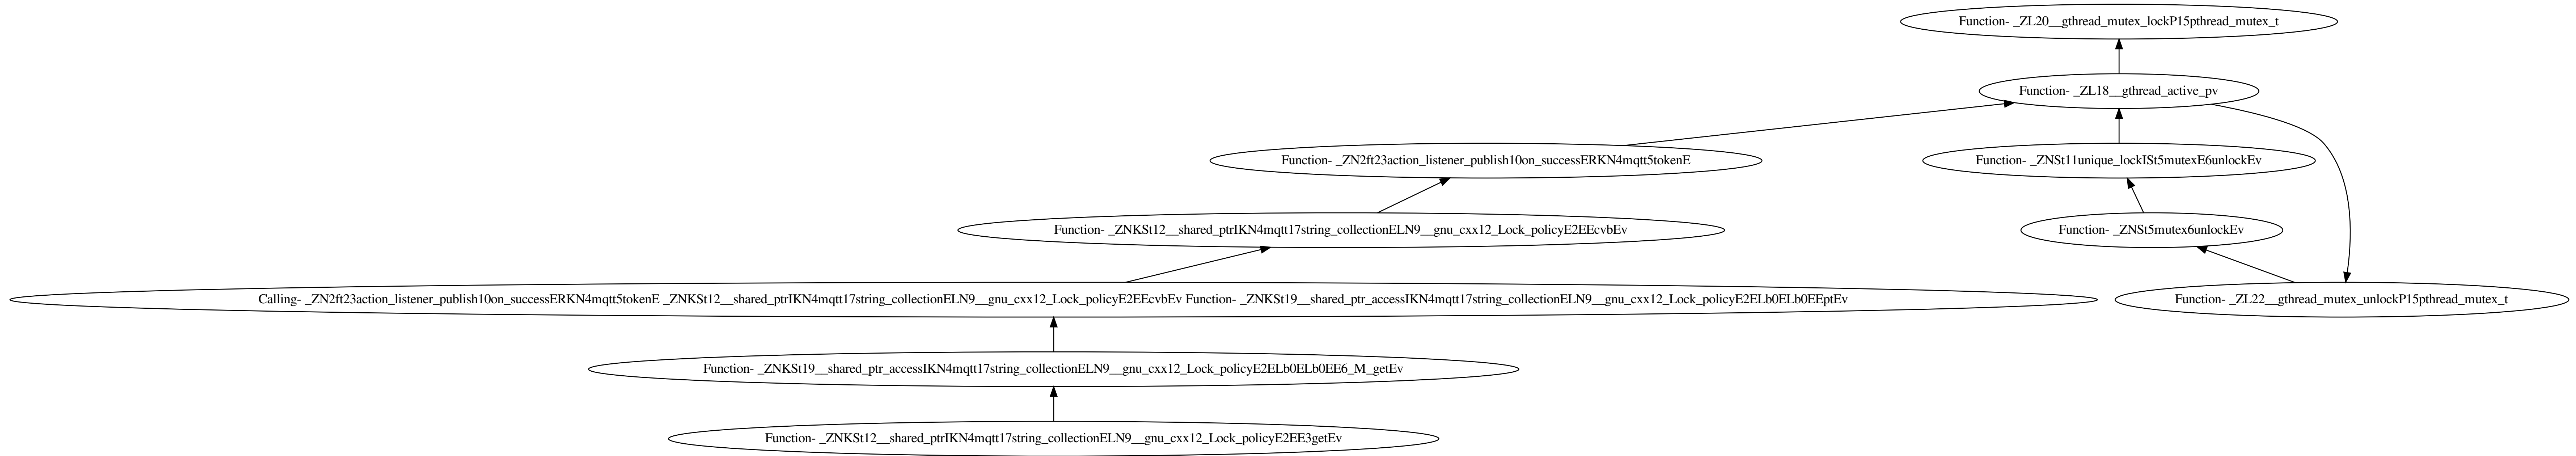 Function- _ZL20__gthread_mutex_lockP15pthread_mutex_t
Function- _ZL18__gthread_active_pv
Function- _ZN2ft23action_listener_publish10on_successERKN4mqtt5tokenE
Function- _ZNSt11unique_lockISt5mutexE6unlockEv
Function- _ZNKSt12__shared_ptrIKN4mqtt17string_collectionELN9__gnu_cxx12_Lock_policyE2EEcvbEv
Function- _ZNSt5mutex6unlockEv
Calling- _ZN2ft23action_listener_publish10on_successERKN4mqtt5tokenE _ZNKSt12__shared_ptrIKN4mqtt17string_collectionELN9__gnu_cxx12_Lock_policyE2EEcvbEv Function- _ZNKSt19__shared_ptr_accessIKN4mqtt17string_collectionELN9__gnu_cxx12_Lock_policyE2ELb0ELb0EEptEv
Function- _ZL22__gthread_mutex_unlockP15pthread_mutex_t
Function- _ZNKSt19__shared_ptr_accessIKN4mqtt17string_collectionELN9__gnu_cxx12_Lock_policyE2ELb0ELb0EE6_M_getEv
Function- _ZNKSt12__shared_ptrIKN4mqtt17string_collectionELN9__gnu_cxx12_Lock_policyE2EE3getEv